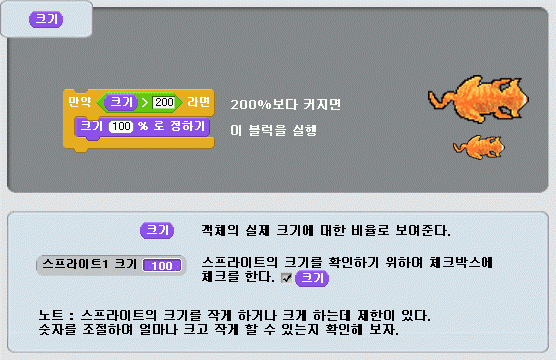 크기
만약 크기 > 200 라면
크기 100 % 로 정하기
200%보다 커지면
이 블럭을 실행
크기 객체의 실제 크기에 대한 비율로 보여준다.
스프라이트1 크기 100
스프라이트의 크기를 확인하기 위하여 체크박스에
체크를 한다. 크기
노트 : 스프라이트의 크기를 작게 하거나 크게 하는데 제한이 있다.
숫자를 조절하여 얼마나 크고 작게 할 수 있는지 확인해 보자.